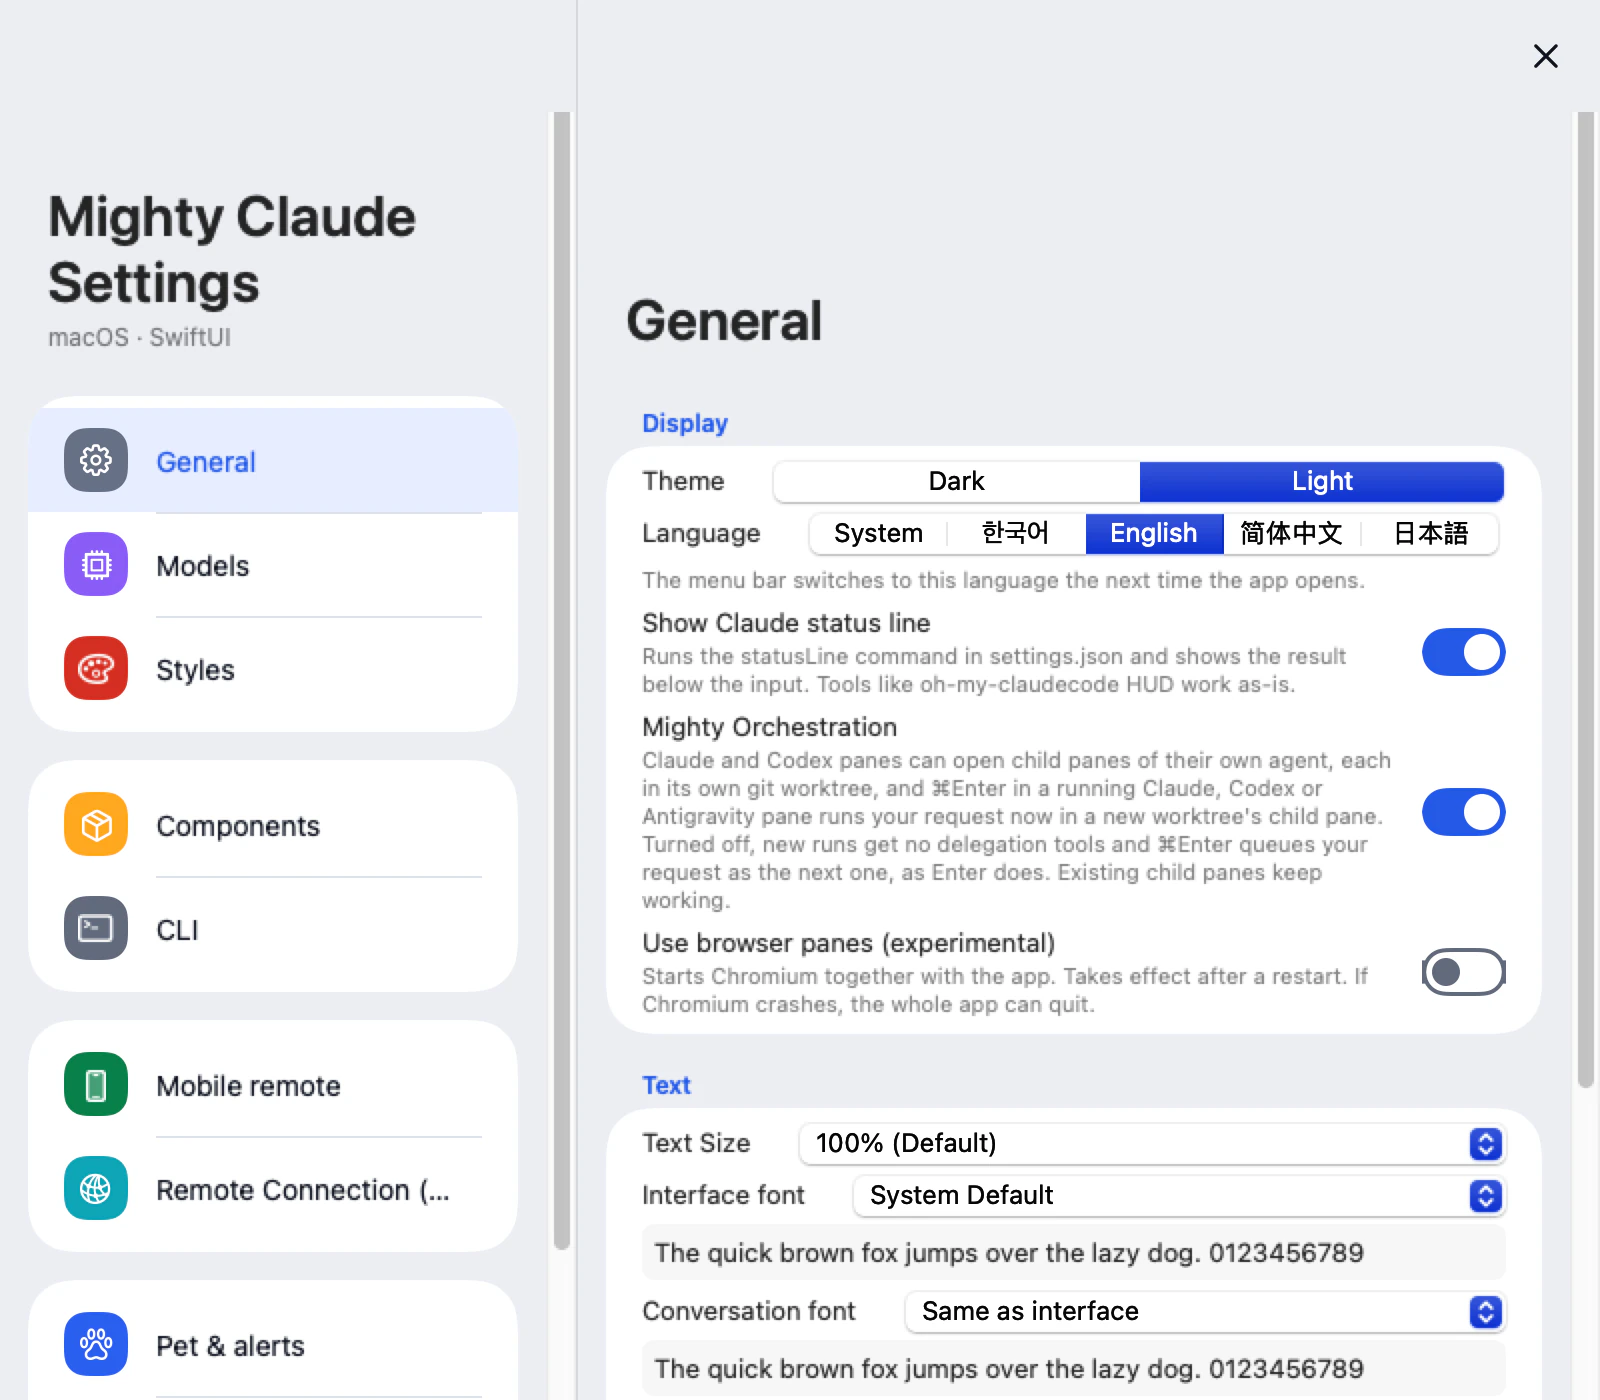 Mighty Claude
Settings
macOS · SwiftUI
General
Models
Styles
Components
CLI
Mobile remote
Remote Connection (...
Pet & alerts
General
Display
Theme Dark Light
Language System 한국어 English 简体中文 日本語
The menu bar switches to this language the next time the app opens.
Show Claude status line
Runs the statusLine command in settings.json and shows the result
below the input. Tools like oh-my-claudecode HUD work as-is.
Mighty Orchestration
Claude and Codex panes can open child panes of their own agent, each
in its own git worktree, and ⌘Enter in a running Claude, Codex or
Antigravity pane runs your request now in a new worktree's child pane.
Turned off, new runs get no delegation tools and ⌘Enter queues your
request as the next one, as Enter does. Existing child panes keep
working.
Use browser panes (experimental)
Starts Chromium together with the app. Takes effect after a restart. If
Chromium crashes, the whole app can quit.
Text
Text Size 100% (Default)
Interface font System Default
The quick brown fox jumps over the lazy dog. 0123456789
Conversation font Same as interface
The quick brown fox jumps over the lazy dog. 0123456789